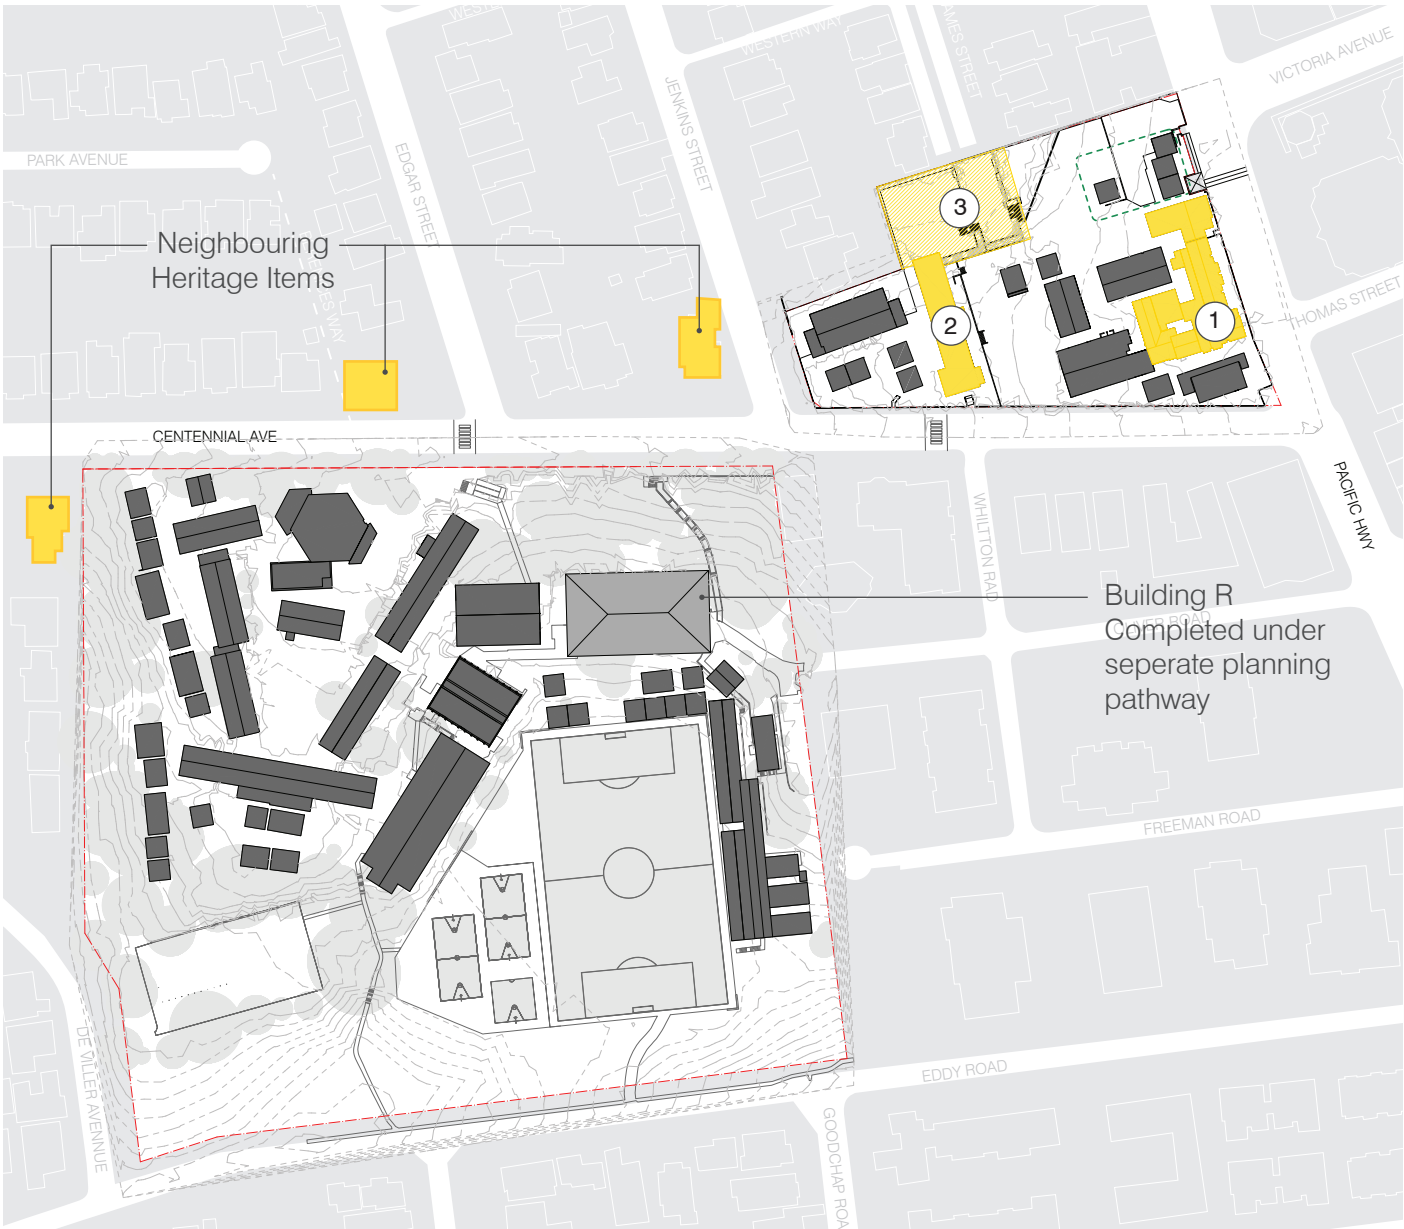 WESTERN WAY
VICTORIA AVENUE
JENKINS STREET
PARK AVENUE
EDGAR STREET
3
Neighbouring
Heritage Items
THOMAS STREET
1
2
CENTENNIAL AVE
PACIFIC HWY
WHILTON RAD
Building R
Completed under
seperate planning
pathway
FREEMAN ROAD
DE VILLER AVENNUE
EDDY ROAD
GOODCHAP ROA